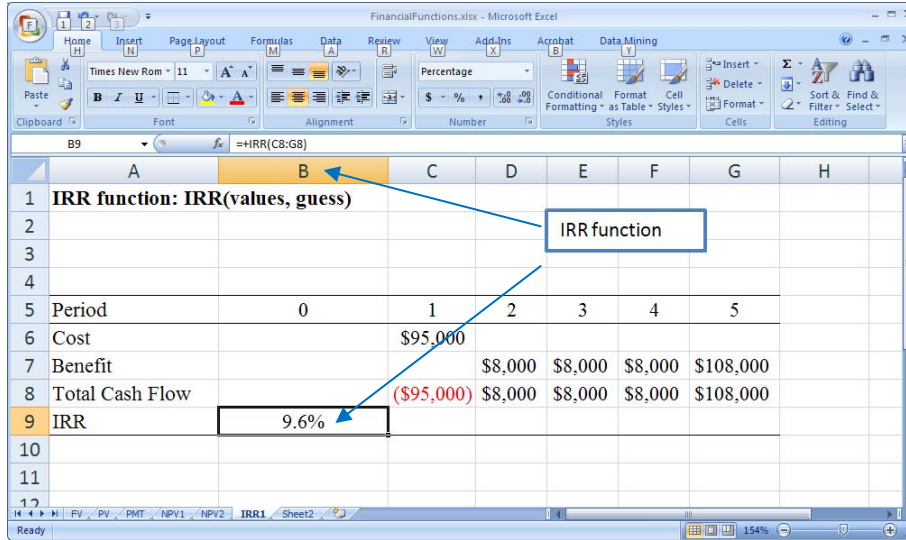 FinancialFunctions.xlsx - Microsoft Excel
1 2 3
Home Insert Page Layout Formulas Data Review View Add-Ins Acrobat Data Mining
H N P M A R W X B Y
Paste
Times New Rom 11
B I U
Percentage
$ % ,
Conditional Formatting
Format as Table
Cell Styles
Insert
Delete
Format
Σ
Sort & Filter
Find & Select
Clipboard Font Alignment Number Styles Cells Editing
B9 fx =+IRR(C8:G8)
A B C D E F G H
1 IRR function: IRR(values, guess)
2 IRR function
3
4
5 Period 0 1 2 3 4 5
6 Cost $95,000
7 Benefit $8,000 $8,000 $8,000 $108,000
8 Total Cash Flow ($95,000) $8,000 $8,000 $8,000 $108,000
9 IRR 9.6%
10
11
12
FV PV PMT NPV1 NPV2 IRR1 Sheet2
Ready 154%